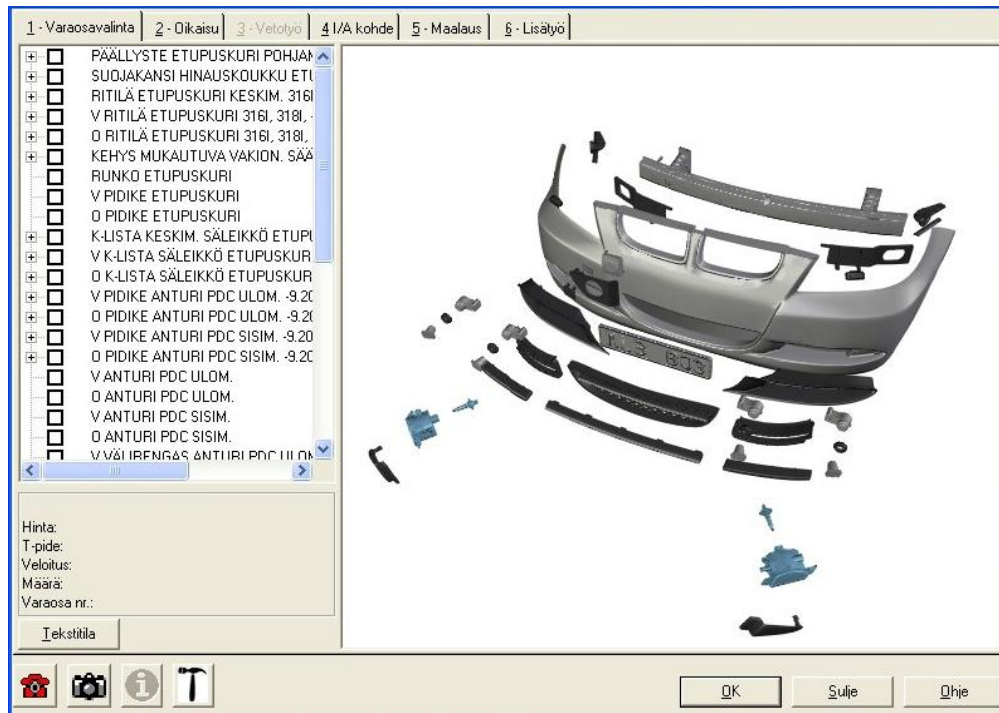 1 - Varaosavalinta
2 - Oikaisu
3 - Vetotyö
4 I/A kohde
5 - Maalaus
6 - Lisätyö
PÄÄLLYSTE ETUPUSKURI POHJAN
SUOJAKANSI HINAUSKOUKKU ETU
RITILÄ ETUPUSKURI KESKIM. 316I
V RITILÄ ETUPUSKURI 316I, 318I, -
O RITILÄ ETUPUSKURI 316I, 318I, -
KEHYS MUKAUTUVA VAKION. SÄÄ
RUNKO ETUPUSKURI
V PIDIKE ETUPUSKURI
O PIDIKE ETUPUSKURI
K-LISTA KESKIM. SÄLEIKKÖ ETUPU
V K-LISTA SÄLEIKKÖ ETUPUSKUR
O K-LISTA SÄLEIKKÖ ETUPUSKUR
V PIDIKE ANTURI PDC ULOM. -9.20
O PIDIKE ANTURI PDC ULOM. -9.20
V PIDIKE ANTURI PDC SISIM. -9.20
O PIDIKE ANTURI PDC SISIM. -9.20
V ANTURI PDC ULOM.
O ANTURI PDC ULOM.
V ANTURI PDC SISIM.
O ANTURI PDC SISIM.
V VÄLIRENGAS ANTURI PDC ULOM
Hinta:
T-pide:
Veloitus:
Määrä:
Varaosa nr.:
Tekstitila
OK
Sulje
Ohje